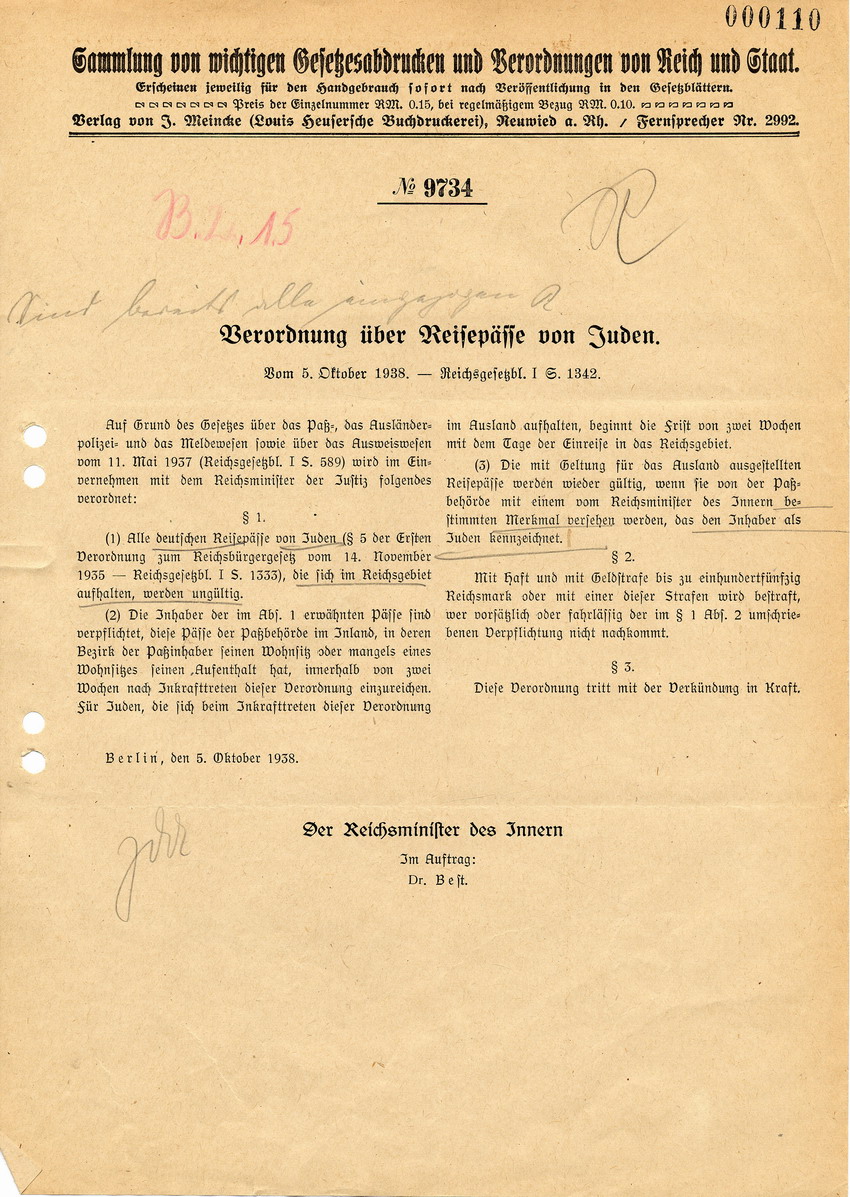 000110
Sammlung von wichtigen Gesetzesabdrucken und Verordnungen von Reich und Staat.
Erscheinen jeweilig für den Handgebrauch sofort nach Veröffentlichung in den Gesetzblättern.
Preis der Einzelnummer RM. 0.15, bei regelmäßigem Bezug RM. 0.10.
Verlag von J. Meincke (Louis Heusersche Buchdruckerei), Neuwied a. Rh. / Fernsprecher Nr. 2992.
№ 9734
R
Sind bereits alle eingezogen R
Verordnung über Reisepässe von Juden.
Vom 5. Oktober 1938. — Reichsgesetzbl. I S. 1342.
Auf Grund des Gesetzes über das Paß-, das Ausländer-
polizei- und das Meldewesen sowie über das Ausweiswesen
vom 11. Mai 1937 (Reichsgesetzbl. I S. 589) wird im Ein-
vernehmen mit dem Reichsminister der Justiz folgendes
verordnet:
§ 1.
(1) Alle deutschen Reisepässe von Juden (§ 5 der Ersten
Verordnung zum Reichsbürgergesetz vom 14. November
1935 — Reichsgesetzbl. I S. 1333), die sich im Reichsgebiet
aufhalten, werden ungültig.
(2) Die Inhaber der im Abs. 1 erwähnten Pässe sind
verpflichtet, diese Pässe der Paßbehörde im Inland, in deren
Bezirk der Paßinhaber seinen Wohnsitz oder mangels eines
Wohnsitzes seinen Aufenthalt hat, innerhalb von zwei
Wochen nach Inkrafttreten dieser Verordnung einzureichen.
Für Juden, die sich beim Inkrafttreten dieser Verordnung
im Ausland aufhalten, beginnt die Frist von zwei Wochen
mit dem Tage der Einreise in das Reichsgebiet.
(3) Die mit Geltung für das Ausland ausgestellten
Reisepässe werden wieder gültig, wenn sie von der Paß-
behörde mit einem vom Reichsminister des Innern be-
stimmten Merkmal versehen werden, das den Inhaber als
Juden kennzeichnet.
§ 2.
Mit Haft und mit Geldstrafe bis zu einhundertfünfzig
Reichsmark oder mit einer dieser Strafen wird bestraft,
wer vorsätzlich oder fahrlässig der im § 1 Abs. 2 umschrie-
benen Verpflichtung nicht nachkommt.
§ 3.
Diese Verordnung tritt mit der Verkündung in Kraft.
Berlin, den 5. Oktober 1938.
Der Reichsminister des Innern
Im Auftrag:
Dr. Best.